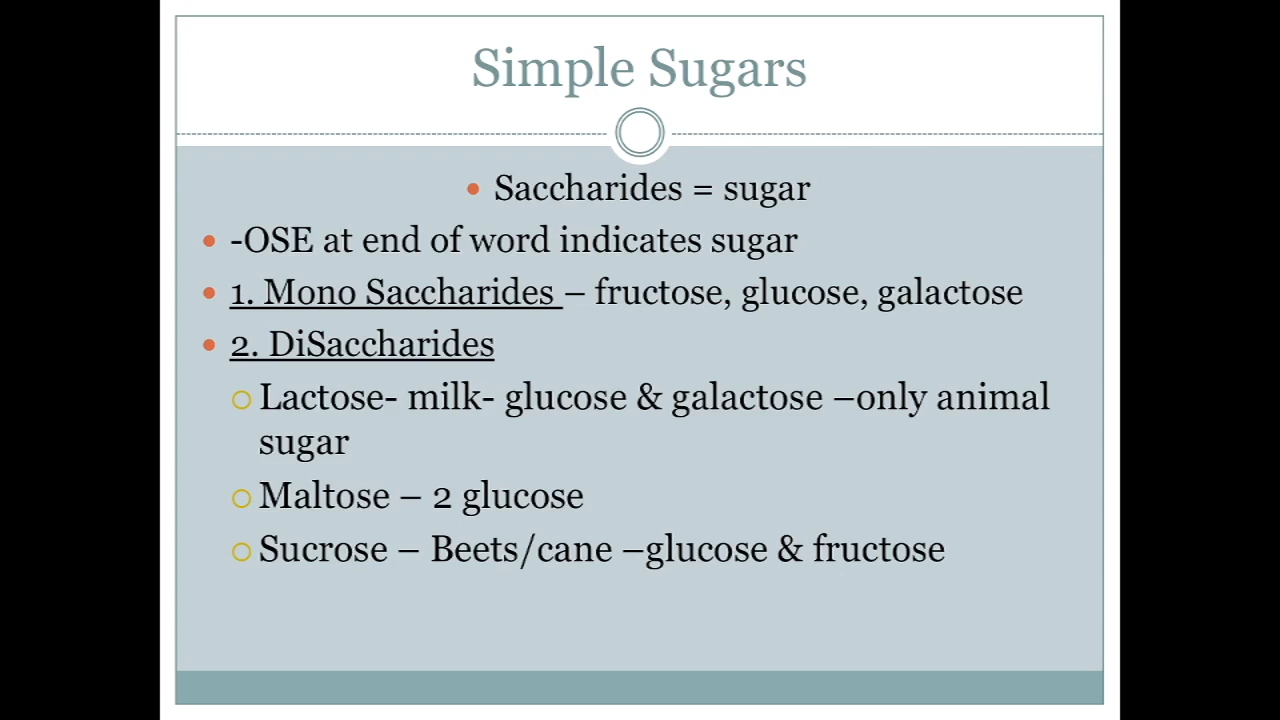 Simple Sugars
• Saccharides = sugar
• -OSE at end of word indicates sugar
• 1. Mono Saccharides – fructose, glucose, galactose
• 2. DiSaccharides
○ Lactose- milk- glucose & galactose –only animal
sugar
○ Maltose – 2 glucose
○ Sucrose – Beets/cane –glucose & fructose